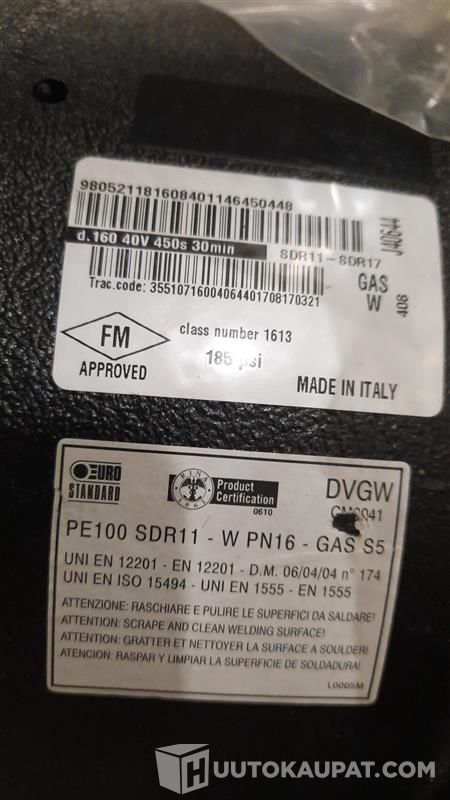 98052118160840114645044­8
d.160 40V 450s 30min SDR11-SDR17
Trac.code: 35510716004064401708170321
GAS
W
J40644
408
FM
APPROVED
class number 1613
185 psi
MADE IN ITALY
EURO
STANDARD
RINA
1861
Product
Certification
0610
DVGW
PE100 SDR11 - W PN16 - GAS S5
UNI EN 12201 - EN 12201 - D.M. 06/04/04 n° 174
UNI EN ISO 15494 - UNI EN 1555 - EN 1555
ATTENZIONE: RASCHIARE E PULIRE LE SUPERFICI DA SALDARE!
ATTENTION: SCRAPE AND CLEAN WELDING SURFACE!
ATTENTION: GRATTER ET NETTOYER LA SURFACE A SOULDER!
ATENCION: RASPAR Y LIMPIAR LA SUPERFICIE DE SOLDADURA!
L0005M
HUUTOKAUPAT.COM